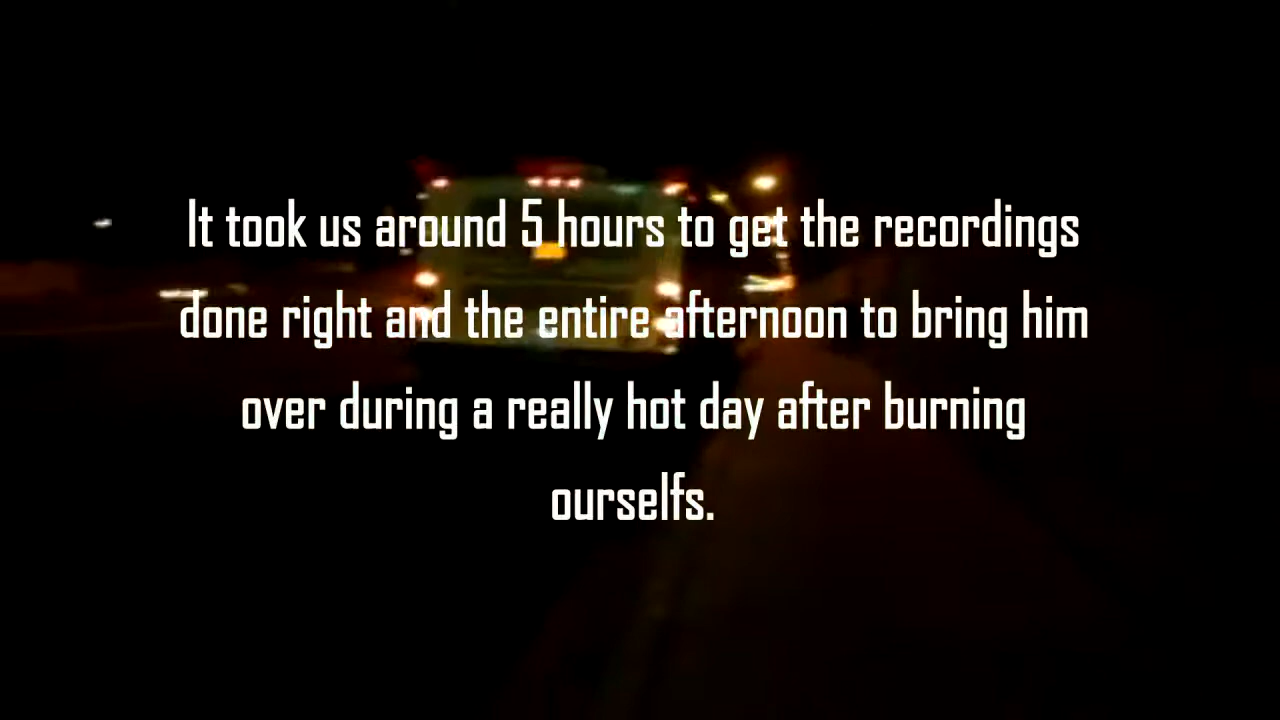 It took us around 5 hours to get the recordings
done right and the entire afternoon to bring him
over during a really hot day after burning
ourselfs.